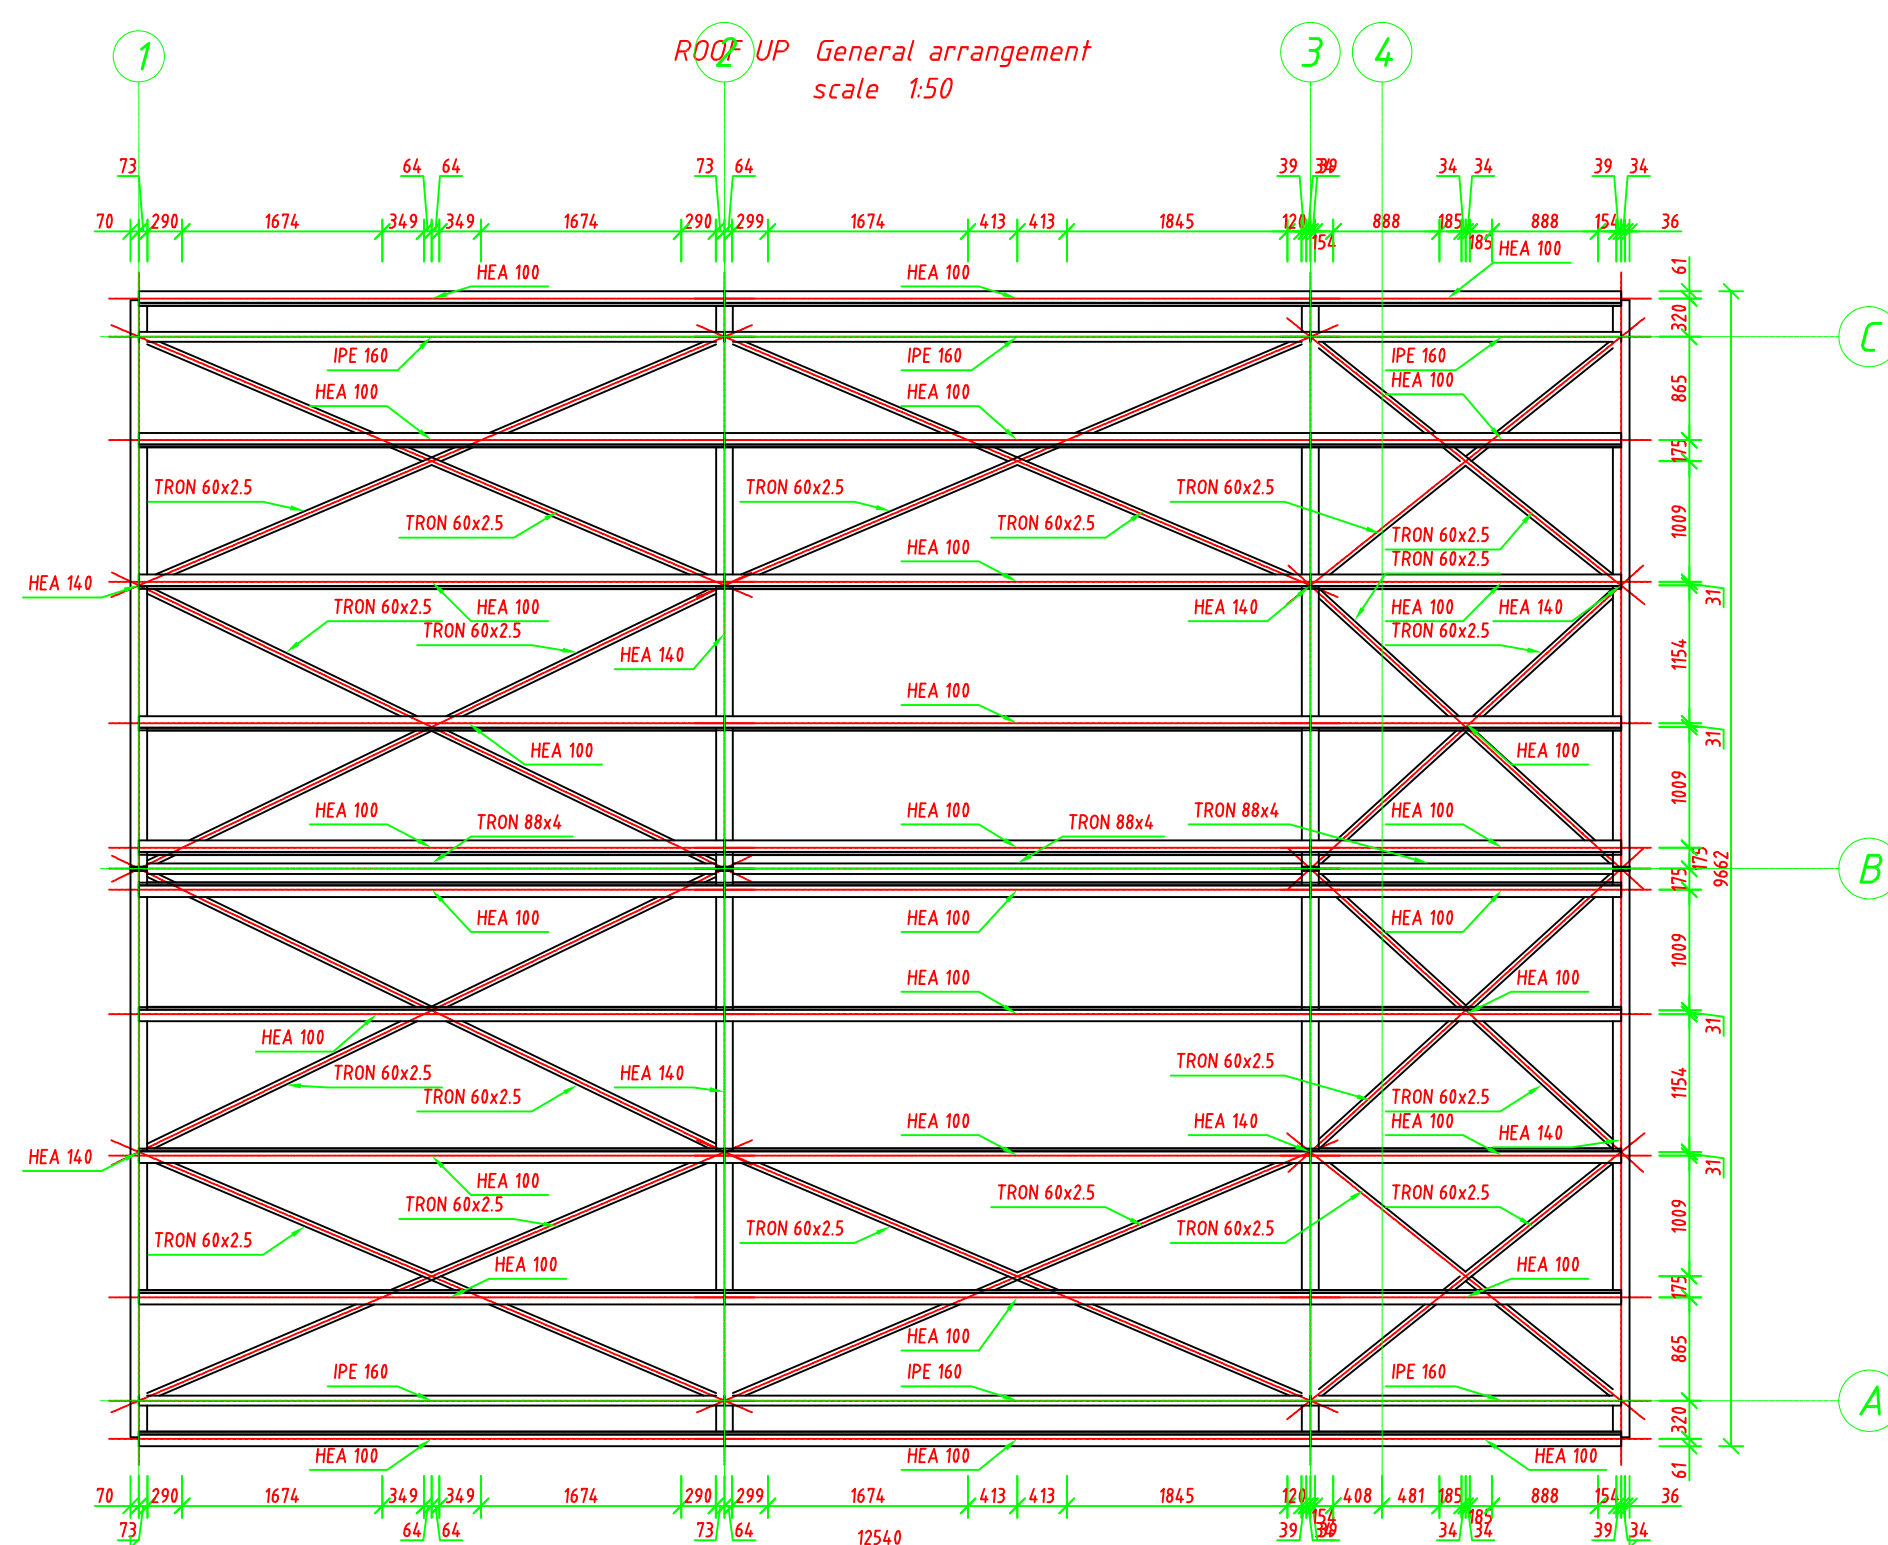 1
2
3
4
ROOF UP General arrangement
scale 1:50
73 64 64 73 64 39 39 34 34 39 34
70 290 1674 349 349 1674 290 299 1674 413 413 1845 120 888 185 888 154 36
154 185
HEA 100 HEA 100 HEA 100
61
320
C
IPE 160 IPE 160 IPE 160
HEA 100 HEA 100 HEA 100
865
175
TRON 60x2.5 TRON 60x2.5 TRON 60x2.5
TRON 60x2.5 TRON 60x2.5 TRON 60x2.5
1009
HEA 100 TRON 60x2.5
HEA 140
31
TRON 60x2.5 HEA 100 HEA 140 HEA 100 HEA 140
TRON 60x2.5 TRON 60x2.5
HEA 140
1154
HEA 100
31
HEA 100 HEA 100
1009
HEA 100 TRON 88x4 HEA 100 TRON 88x4 TRON 88x4 HEA 100
175
9662
B
175
HEA 100 HEA 100 HEA 100
1009
HEA 100 HEA 100
31
HEA 100
TRON 60x2.5 HEA 140 TRON 60x2.5
TRON 60x2.5 TRON 60x2.5
1154
HEA 100 HEA 140 HEA 100 HEA 140
HEA 140
31
HEA 100 TRON 60x2.5 TRON 60x2.5
TRON 60x2.5
1009
TRON 60x2.5 TRON 60x2.5 TRON 60x2.5
HEA 100 HEA 100
175
HEA 100
865
IPE 160 IPE 160 IPE 160
A
320
HEA 100 HEA 100 HEA 100
61
70 290 1674 349 349 1674 290 299 1674 413 413 1845 120 408 481 185 888 154 36
154 185
73 64 64 73 64 39 39 34 34 39 34
12540